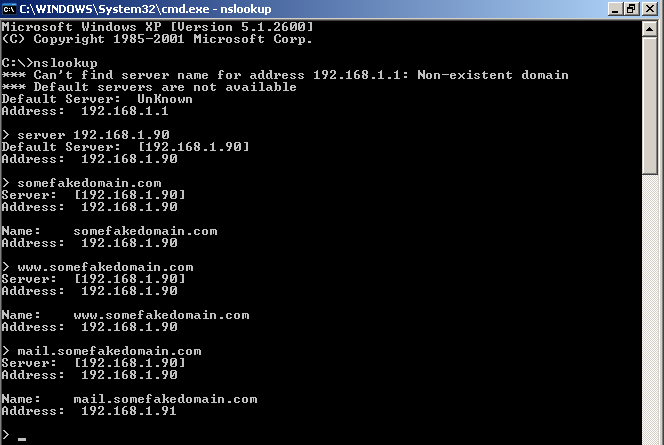 C:\WINDOWS\System32\cmd.exe - nslookup
Microsoft Windows XP [Version 5.1.2600]
(C) Copyright 1985-2001 Microsoft Corp.
C:\>nslookup
*** Can't find server name for address 192.168.1.1: Non-existent domain
*** Default servers are not available
Default Server:  UnKnown
Address:  192.168.1.1
> server 192.168.1.90
Default Server:  [192.168.1.90]
Address:  192.168.1.90
> somefakedomain.com
Server:  [192.168.1.90]
Address:  192.168.1.90
Name:    somefakedomain.com
Address:  192.168.1.90
> www.somefakedomain.com
Server:  [192.168.1.90]
Address:  192.168.1.90
Name:    www.somefakedomain.com
Address:  192.168.1.90
> mail.somefakedomain.com
Server:  [192.168.1.90]
Address:  192.168.1.90
Name:    mail.somefakedomain.com
Address:  192.168.1.91
> _